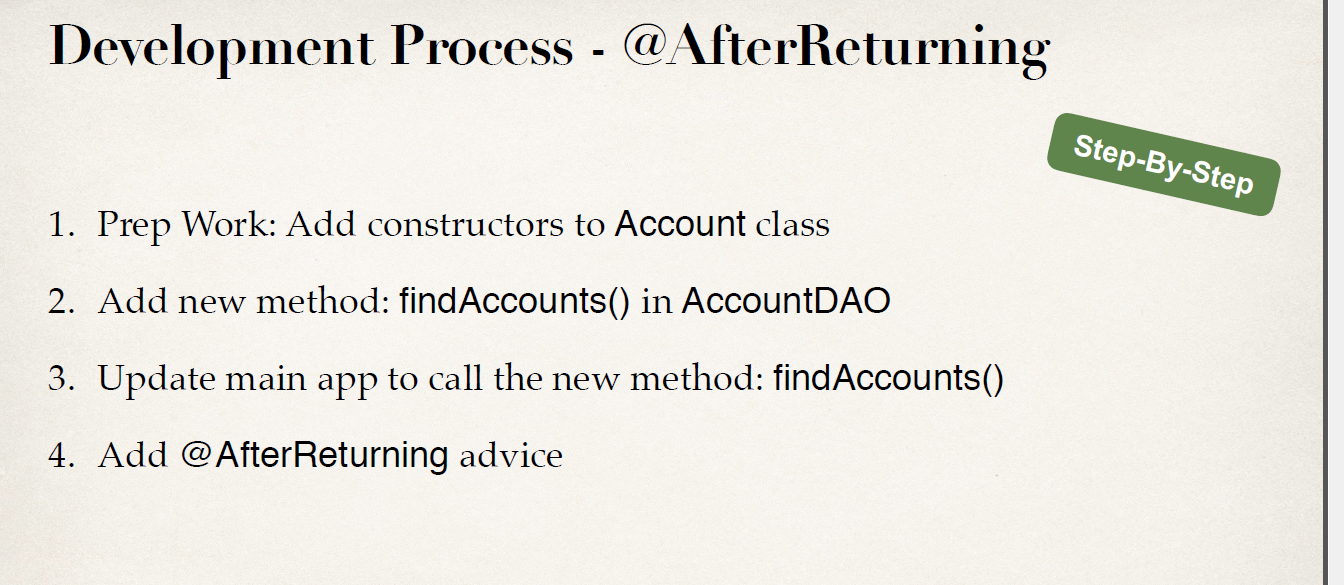 Development Process - @AfterReturning
Step-By-Step
1. Prep Work: Add constructors to Account class
2. Add new method: findAccounts() in AccountDAO
3. Update main app to call the new method: findAccounts()
4. Add @AfterReturning advice